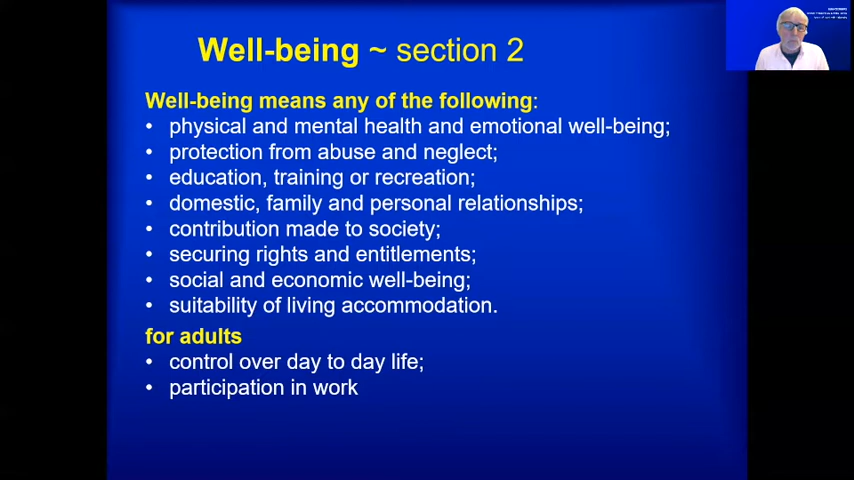 Well-being ~ section 2
Well-being means any of the following:
• physical and mental health and emotional well-being;
• protection from abuse and neglect;
• education, training or recreation;
• domestic, family and personal relationships;
• contribution made to society;
• securing rights and entitlements;
• social and economic well-being;
• suitability of living accommodation.
for adults
• control over day to day life;
• participation in work